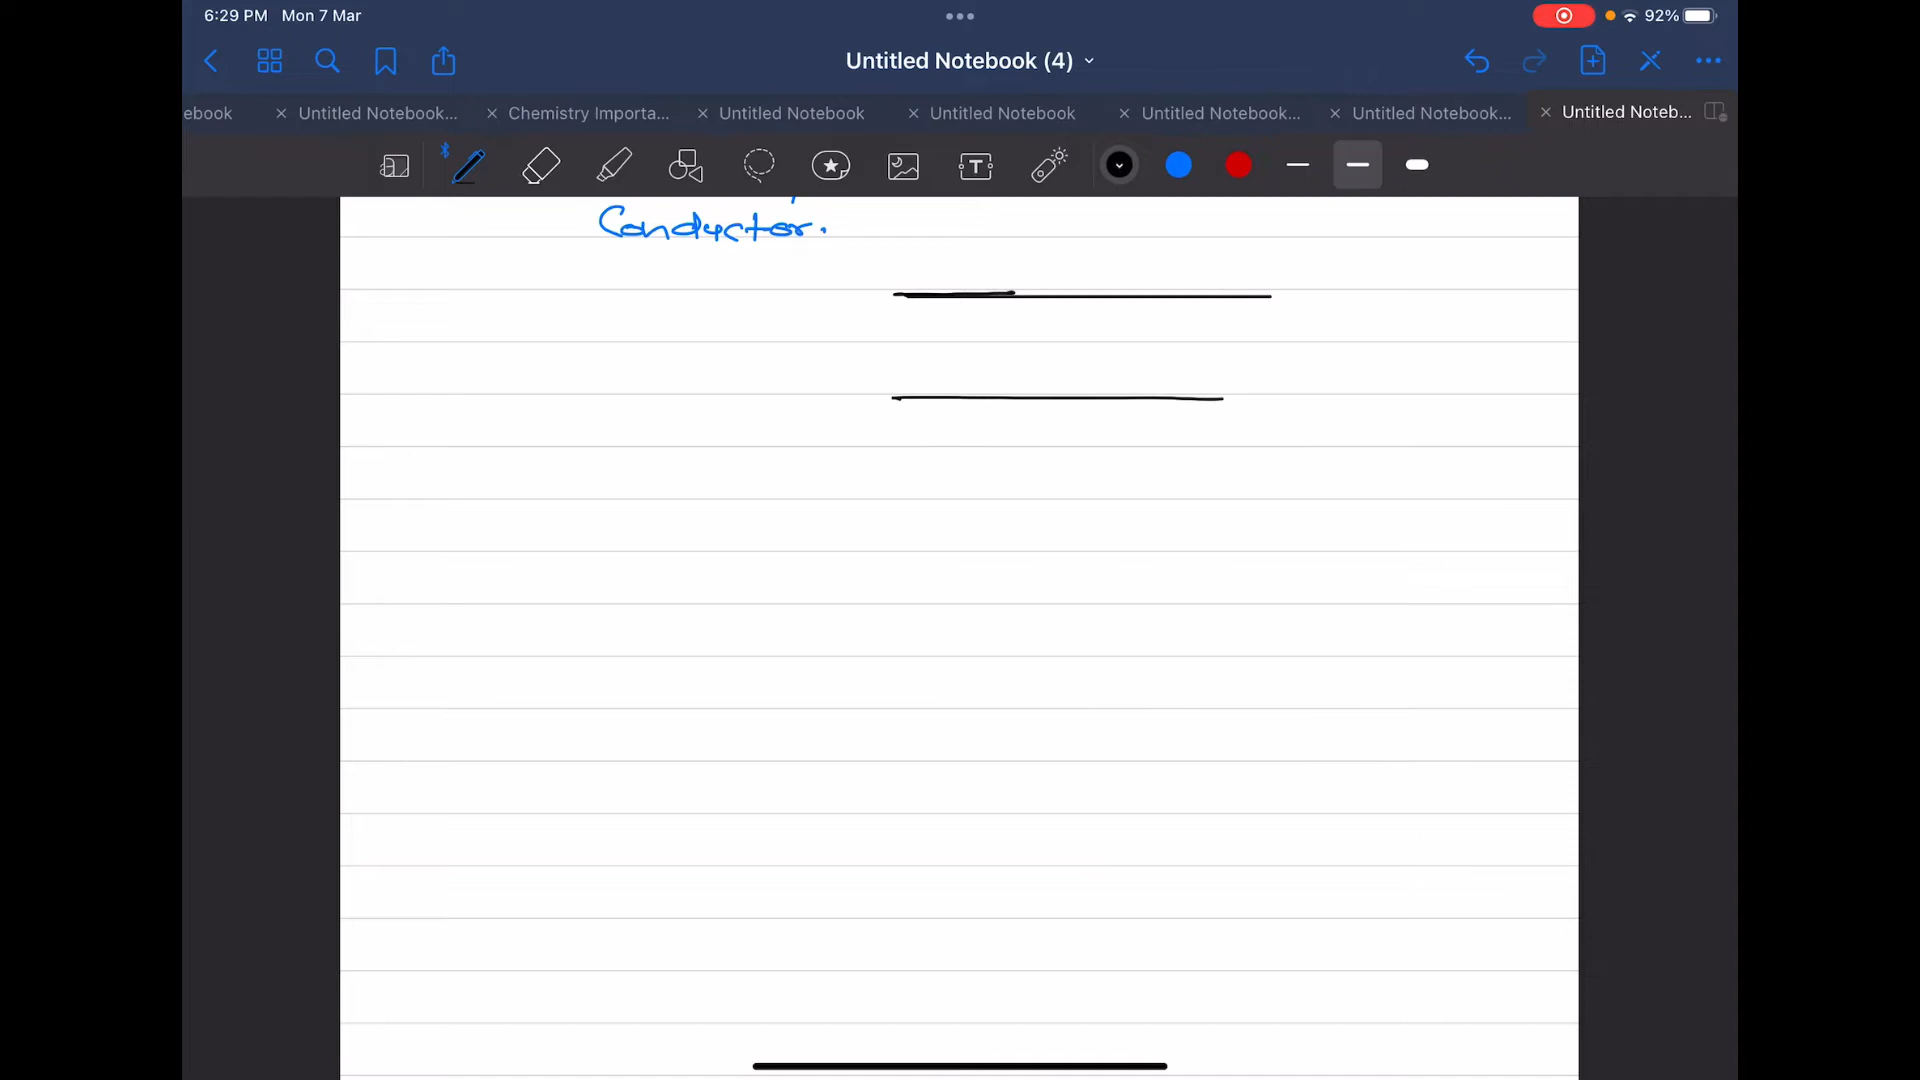 6:29 PM Mon 7 Mar
92%
Untitled Notebook (4)
ebook
Untitled Notebook...
Chemistry Importa...
Untitled Notebook
Untitled Notebook
Untitled Notebook...
Untitled Notebook...
Untitled Noteb...
Conductor.